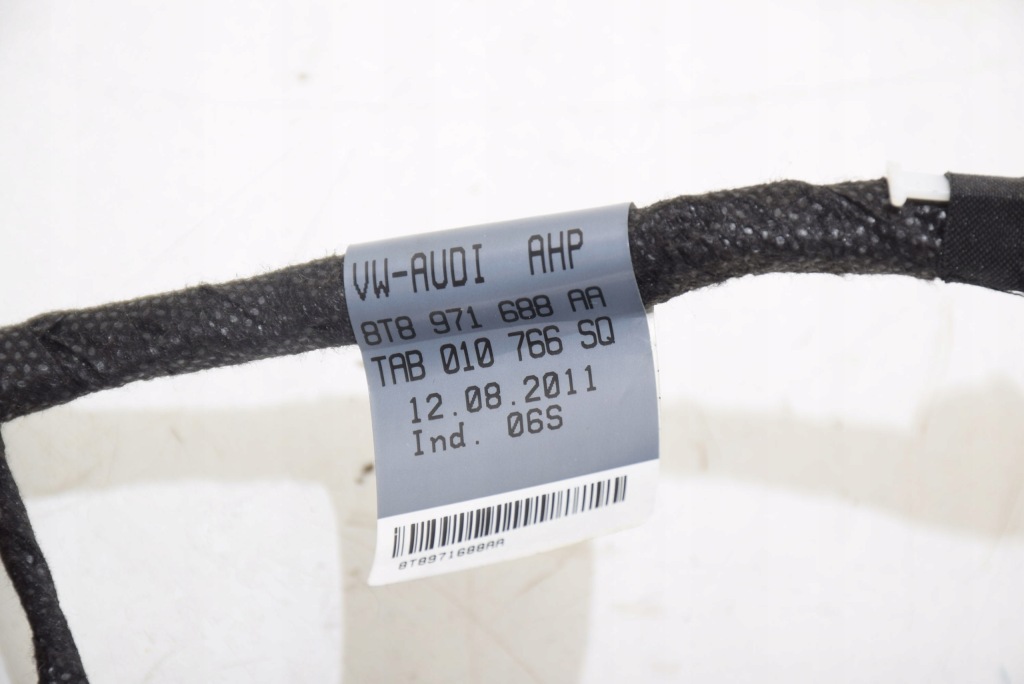 VW-AUDI AHP
8T8 971 688 AA
TAB 010 766 SQ
12.08.2011
Ind. 06S
8T8971688AA